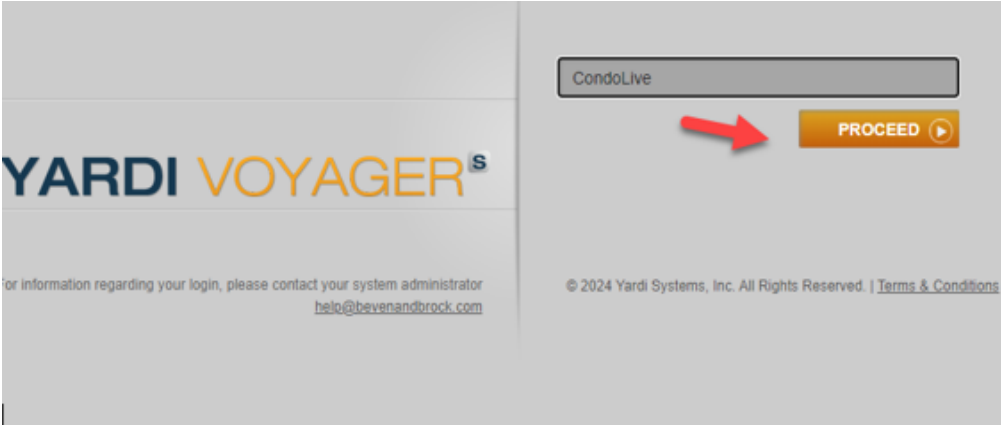 CondoLive
PROCEED
YARDI VOYAGER S
For information regarding your login, please contact your system administrator
help@bevenandbrock.com
© 2024 Yardi Systems, Inc. All Rights Reserved. | Terms & Conditions